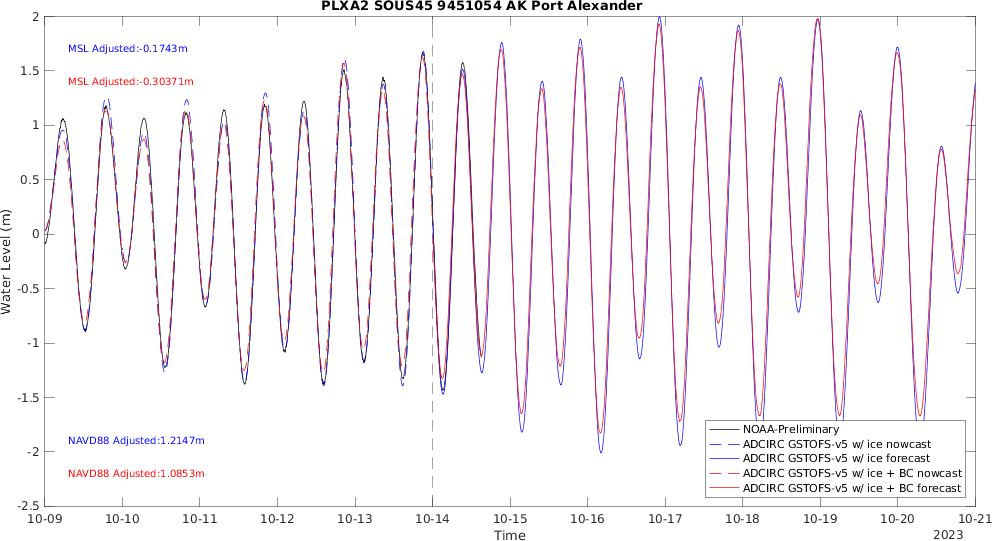 PLXA2 SOUS45 9451054 AK Port Alexander
MSL Adjusted:-0.1743m
MSL Adjusted:-0.30371m
NAVD88 Adjusted:1.2147m
NAVD88 Adjusted:1.0853m
Water Level (m)
2
1.5
1
0.5
0
-0.5
-1
-1.5
-2
-2.5
NOAA-Preliminary
ADCIRC GSTOFS-v5 w/ ice nowcast
ADCIRC GSTOFS-v5 w/ ice forecast
ADCIRC GSTOFS-v5 w/ ice + BC nowcast
ADCIRC GSTOFS-v5 w/ ice + BC forecast
10-09 10-10 10-11 10-12 10-13 10-14 10-15 10-16 10-17 10-18 10-19 10-20 10-21
Time
2023